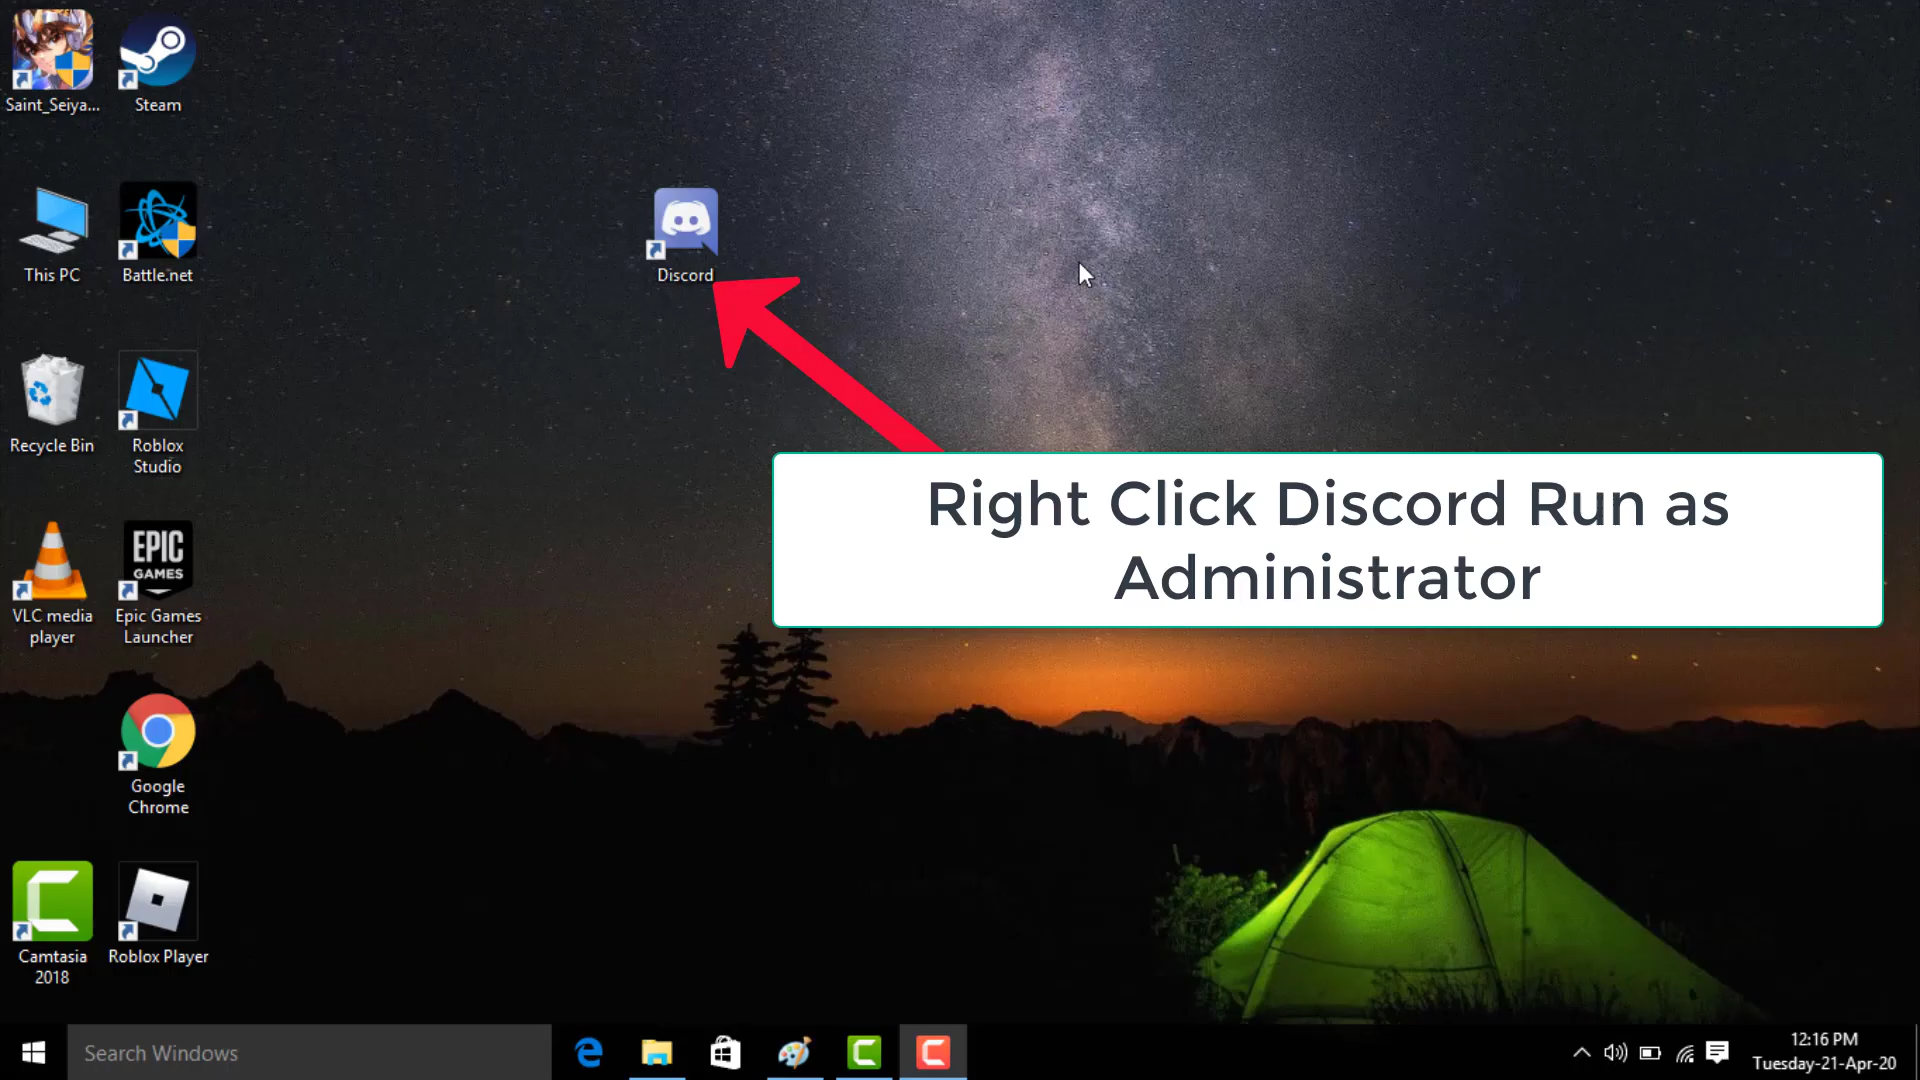 Saint_Seiya...
Steam
This PC
Battle.net
Discord
Recycle Bin
Roblox
Studio
Right Click Discord Run as
Administrator
VLC media
player
EPIC
GAMES
Epic Games
Launcher
Google
Chrome
Camtasia
2018
Roblox Player
Search Windows
12:16 PM
Tuesday-21-Apr-20